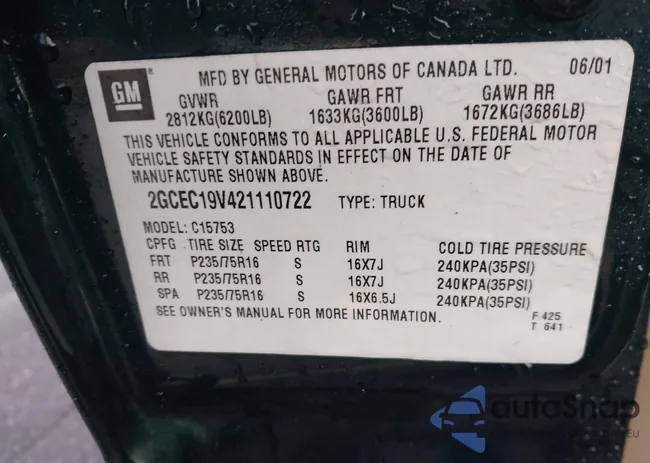 GM
MFD BY GENERAL MOTORS OF CANADA LTD. 06/01
GVWR GAWR FRT GAWR RR
2812KG(6200LB) 1633KG(3600LB) 1672KG(3686LB)
THIS VEHICLE CONFORMS TO ALL APPLICABLE U.S. FEDERAL MOTOR
VEHICLE SAFETY STANDARDS IN EFFECT ON THE DATE OF
MANUFACTURE SHOWN ABOVE.
2GCEC19V421110722 TYPE: TRUCK
MODEL: C15753
CPFG TIRE SIZE SPEED RTG RIM COLD TIRE PRESSURE
FRT P235/75R16 S 16X7J 240KPA(35PSI)
RR P235/75R16 S 16X7J 240KPA(35PSI)
SPA P235/75R16 S 16X6.5J 240KPA(35PSI)
SEE OWNER'S MANUAL FOR MORE INFORMATION.
F 425
T 641
autoSnap